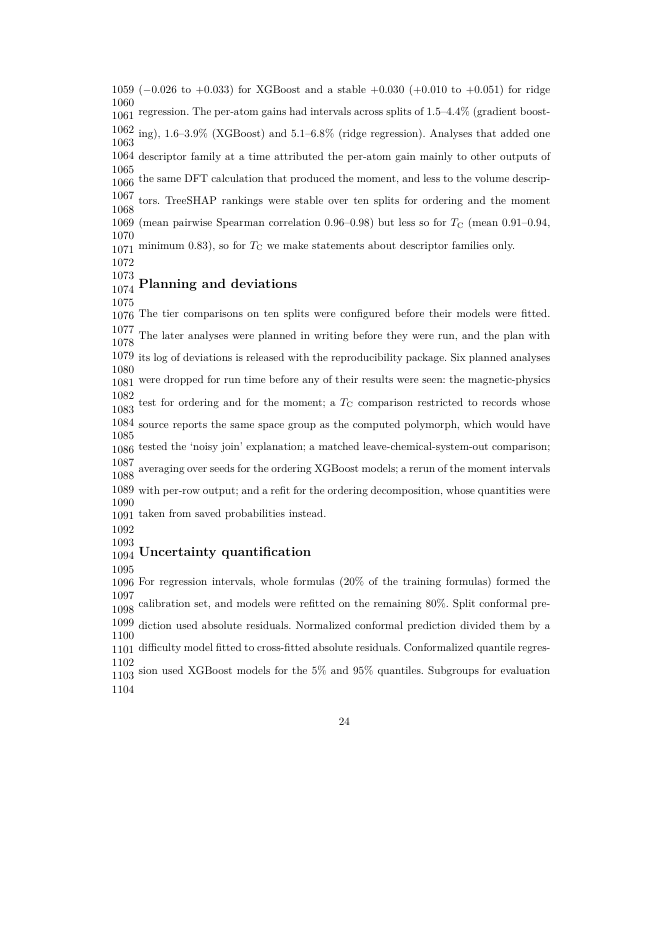 1059 (−0.026 to +0.033) for XGBoost and a stable +0.030 (+0.010 to +0.051) for ridge
1060
1061 regression. The per-atom gains had intervals across splits of 1.5–4.4% (gradient boost-
1062 ing), 1.6–3.9% (XGBoost) and 5.1–6.8% (ridge regression). Analyses that added one
1063
1064 descriptor family at a time attributed the per-atom gain mainly to other outputs of
1065
1066 the same DFT calculation that produced the moment, and less to the volume descrip-
1067 tors. TreeSHAP rankings were stable over ten splits for ordering and the moment
1068
1069 (mean pairwise Spearman correlation 0.96–0.98) but less so for TC (mean 0.91–0.94,
1070
1071 minimum 0.83), so for TC we make statements about descriptor families only.
1072
1073
1074 Planning and deviations
1075
1076 The tier comparisons on ten splits were configured before their models were fitted.
1077 The later analyses were planned in writing before they were run, and the plan with
1078
1079 its log of deviations is released with the reproducibility package. Six planned analyses
1080
1081 were dropped for run time before any of their results were seen: the magnetic-physics
1082 test for ordering and for the moment; a TC comparison restricted to records whose
1083
1084 source reports the same space group as the computed polymorph, which would have
1085
1086 tested the ‘noisy join’ explanation; a matched leave-chemical-system-out comparison;
1087 averaging over seeds for the ordering XGBoost models; a rerun of the moment intervals
1088
1089 with per-row output; and a refit for the ordering decomposition, whose quantities were
1090
1091 taken from saved probabilities instead.
1092
1093
1094 Uncertainty quantification
1095
1096 For regression intervals, whole formulas (20% of the training formulas) formed the
1097 calibration set, and models were refitted on the remaining 80%. Split conformal pre-
1098
1099 diction used absolute residuals. Normalized conformal prediction divided them by a
1100
1101 difficulty model fitted to cross-fitted absolute residuals. Conformalized quantile regres-
1102
1103 sion used XGBoost models for the 5% and 95% quantiles. Subgroups for evaluation
1104
24